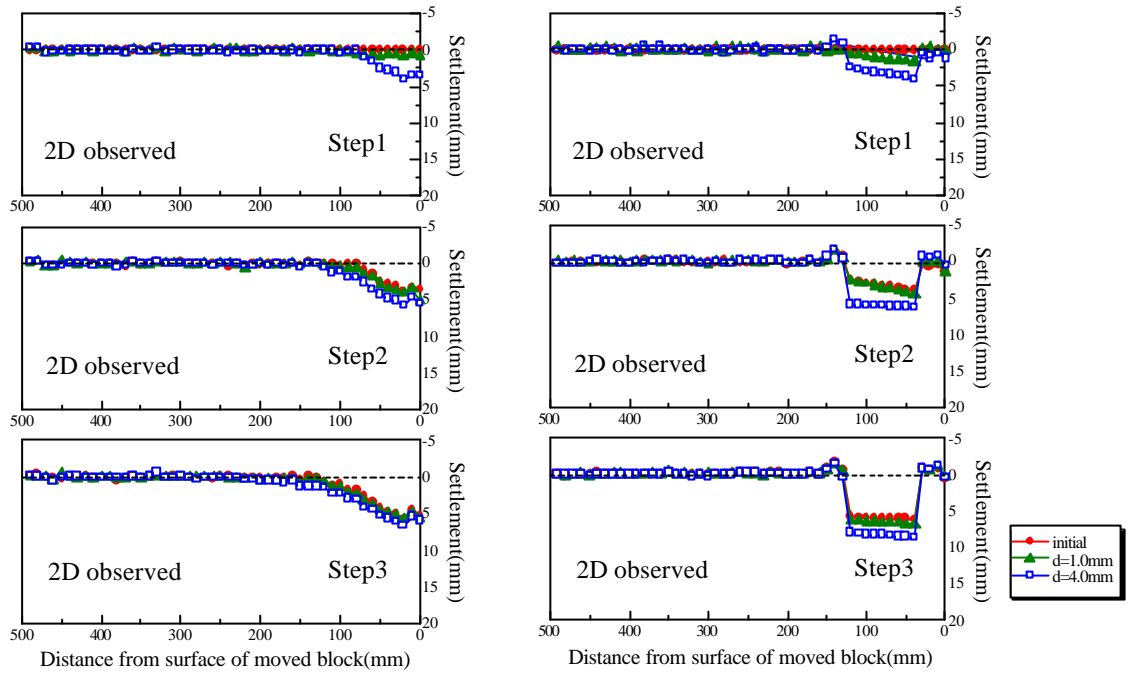 -5
0
5
10
15
20
Settlement(mm)
2D observed
Step1
500 400 300 200 100 0
-5
0
5
10
15
20
Settlement(mm)
2D observed
Step2
500 400 300 200 100 0
-5
0
5
10
15
20
Settlement(mm)
2D observed
Step3
500 400 300 200 100 0
Distance from surface of moved block(mm)
-5
0
5
10
15
20
Settlement(mm)
2D observed
Step1
500 400 300 200 100 0
-5
0
5
10
15
20
Settlement(mm)
2D observed
Step2
500 400 300 200 100 0
-5
0
5
10
15
20
Settlement(mm)
2D observed
Step3
500 400 300 200 100 0
Distance from surface of moved block(mm)
initial
d=1.0mm
d=4.0mm